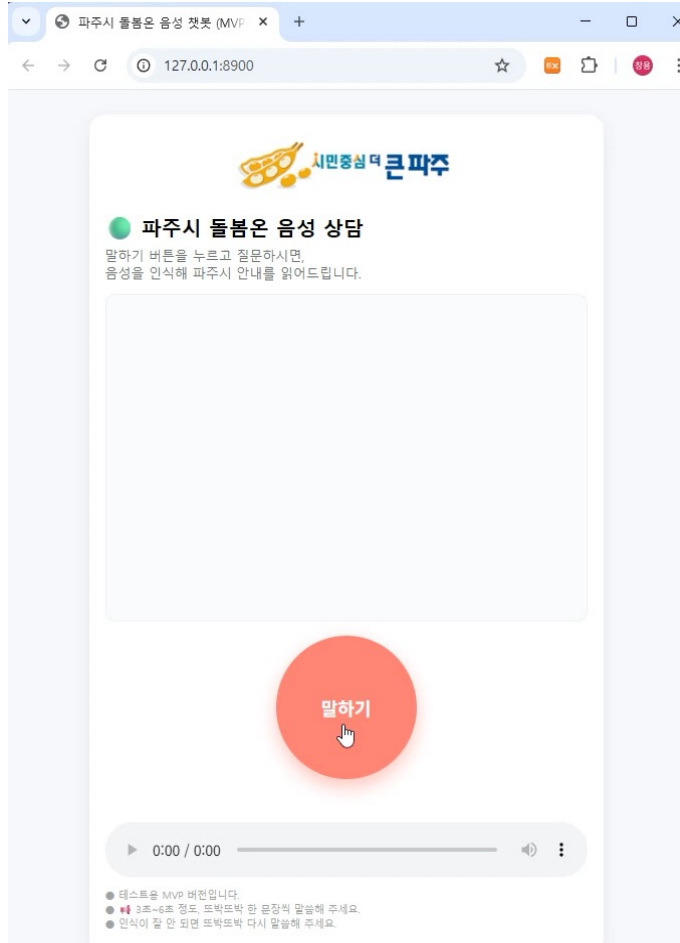 파주시 돌봄온 음성 챗봇 (MVP
127.0.0.1:8900
창용
시민중심 더 큰 파주
파주시 돌봄온 음성 상담
말하기 버튼을 누르고 질문하시면,
음성을 인식해 파주시 안내를 읽어드립니다.
말하기
0:00 / 0:00
테스트용 MVP 버전입니다.
3초~6초 정도, 또박또박 한 문장씩 말씀해 주세요.
인식이 잘 안 되면 또박또박 다시 말씀해 주세요.